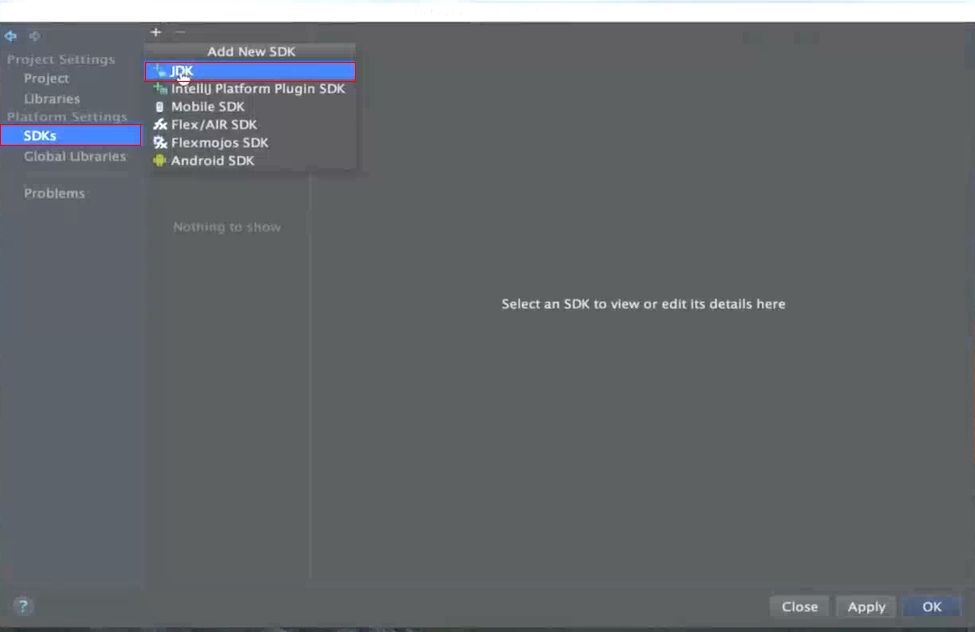 + −
Add New SDK
Project Settings
Project
Libraries
Platform Settings
SDKs
Global Libraries
Problems
JDK
IntelliJ Platform Plugin SDK
Mobile SDK
Flex/AIR SDK
Flexmojos SDK
Android SDK
Nothing to show
Select an SDK to view or edit its details here
?
Close
Apply
OK